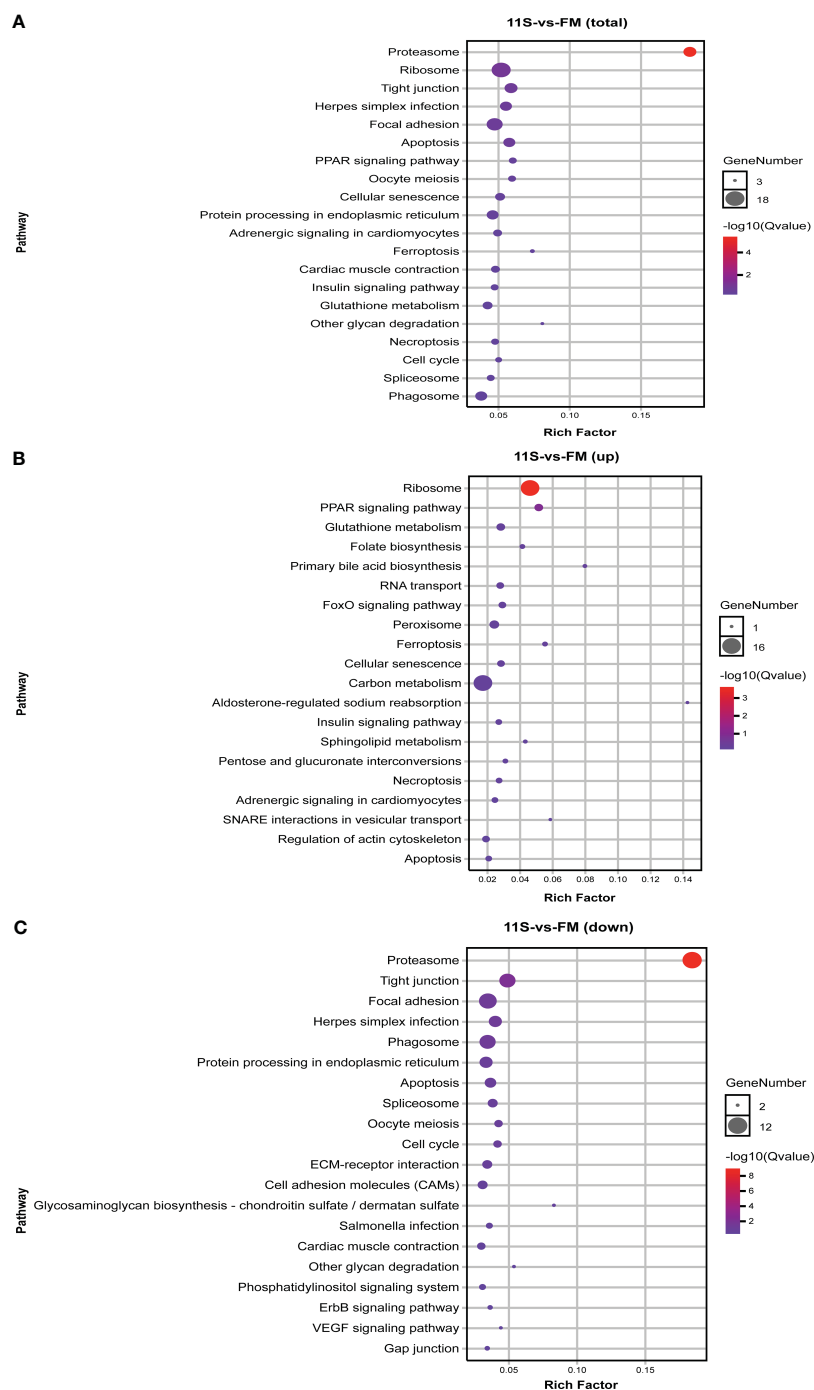 A
11S-vs-FM (total)
Pathway
Proteasome
Ribosome
Tight junction
Herpes simplex infection
Focal adhesion
Apoptosis
PPAR signaling pathway
Oocyte meiosis
Cellular senescence
Protein processing in endoplasmic reticulum
Adrenergic signaling in cardiomyocytes
Ferroptosis
Cardiac muscle contraction
Insulin signaling pathway
Glutathione metabolism
Other glycan degradation
Necroptosis
Cell cycle
Spliceosome
Phagosome
0.05 0.10 0.15
Rich Factor
GeneNumber
3
18
-log10(Qvalue)
4
2
B
11S-vs-FM (up)
Pathway
Ribosome
PPAR signaling pathway
Glutathione metabolism
Folate biosynthesis
Primary bile acid biosynthesis
RNA transport
FoxO signaling pathway
Peroxisome
Ferroptosis
Cellular senescence
Carbon metabolism
Aldosterone-regulated sodium reabsorption
Insulin signaling pathway
Sphingolipid metabolism
Pentose and glucuronate interconversions
Necroptosis
Adrenergic signaling in cardiomyocytes
SNARE interactions in vesicular transport
Regulation of actin cytoskeleton
Apoptosis
0.02 0.04 0.06 0.08 0.10 0.12 0.14
Rich Factor
GeneNumber
1
16
-log10(Qvalue)
3
2
1
C
11S-vs-FM (down)
Pathway
Proteasome
Tight junction
Focal adhesion
Herpes simplex infection
Phagosome
Protein processing in endoplasmic reticulum
Apoptosis
Spliceosome
Oocyte meiosis
Cell cycle
ECM-receptor interaction
Cell adhesion molecules (CAMs)
Glycosaminoglycan biosynthesis - chondroitin sulfate / dermatan sulfate
Salmonella infection
Cardiac muscle contraction
Other glycan degradation
Phosphatidylinositol signaling system
ErbB signaling pathway
VEGF signaling pathway
Gap junction
0.05 0.10 0.15
Rich Factor
GeneNumber
2
12
-log10(Qvalue)
8
6
4
2